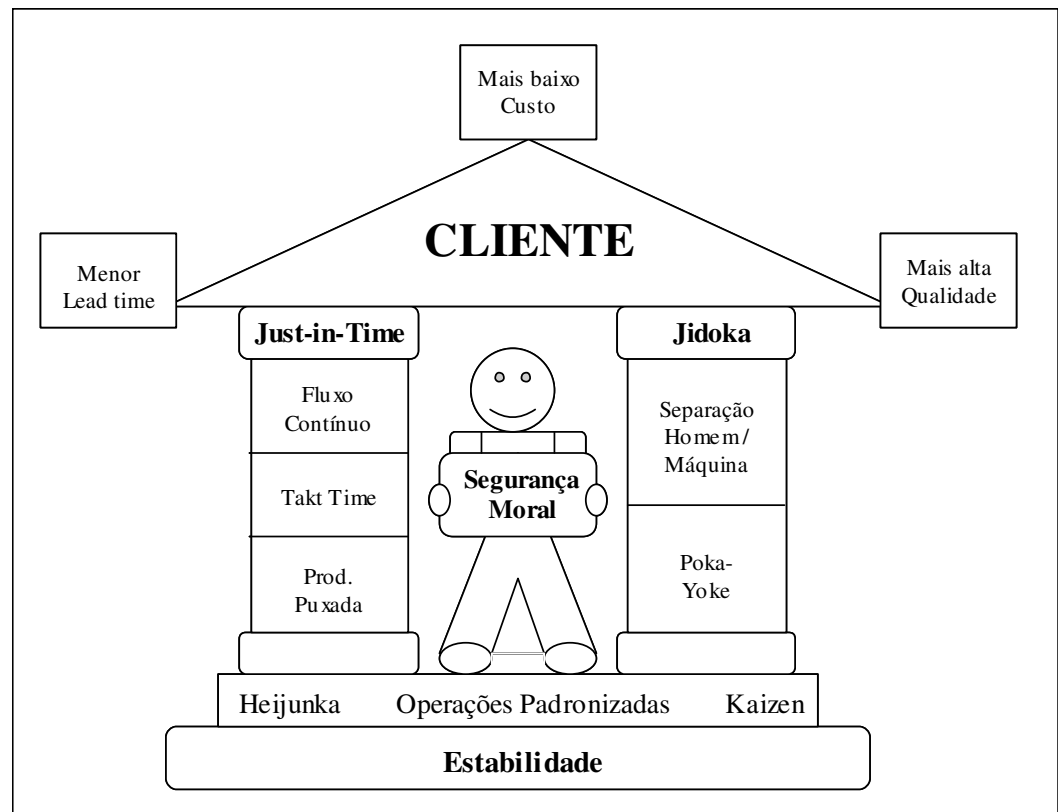 Mais baixo
Custo
CLIENTE
Menor
Lead time
Mais alta
Qualidade
Just-in-Time
Jidoka
Fluxo
Contínuo
Takt Time
Prod.
Puxada
Segurança
Moral
Separação
Homem/
Máquina
Poka-
Yoke
Heijunka Operações Padronizadas Kaizen
Estabilidade